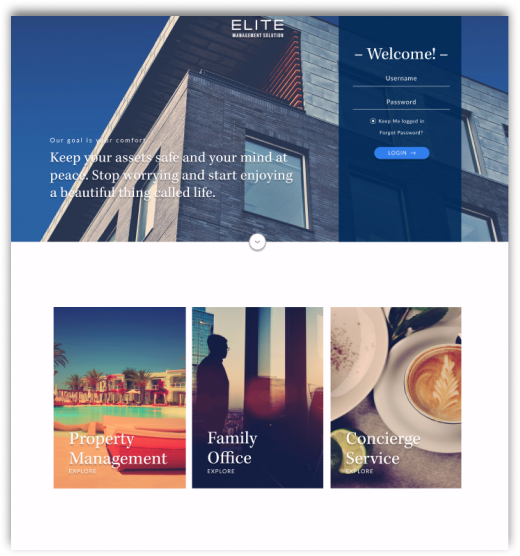 ELITE
MANAGEMENT SOLUTION
– Welcome! –
Username
Password
Keep Me logged in
Forgot Password?
LOGIN →
Our goal is your comfort
Keep your assets safe and your mind at
peace. Stop worrying and start enjoying
a beautiful thing called life.
Property
Management
EXPLORE
Family
Office
EXPLORE
Concierge
Service
EXPLORE